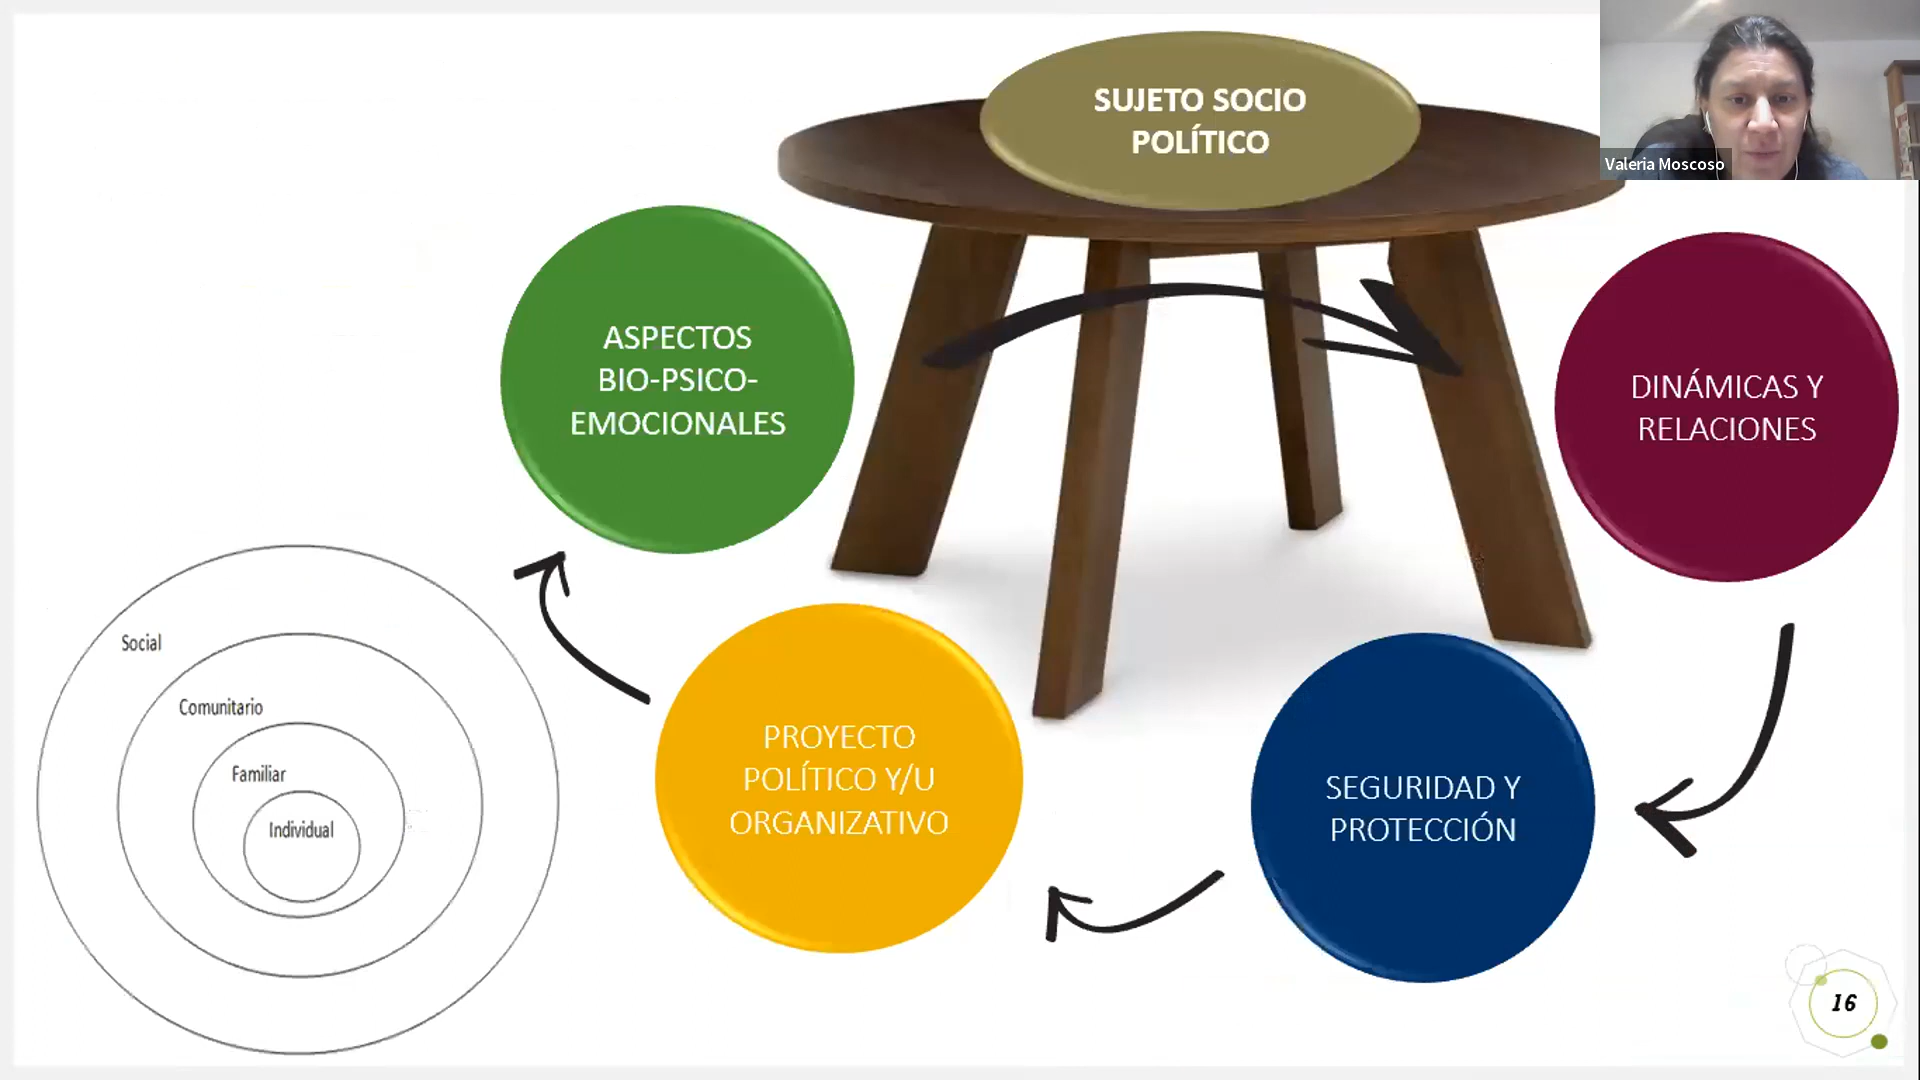 SUJETO SOCIO
POLÍTICO
Valeria Moscoso
ASPECTOS
BIO-PSICO-
EMOCIONALES
DINÁMICAS Y
RELACIONES
Social
Comunitario
Familiar
Individual
PROYECTO
POLÍTICO Y/U
ORGANIZATIVO
SEGURIDAD Y
PROTECCIÓN
16